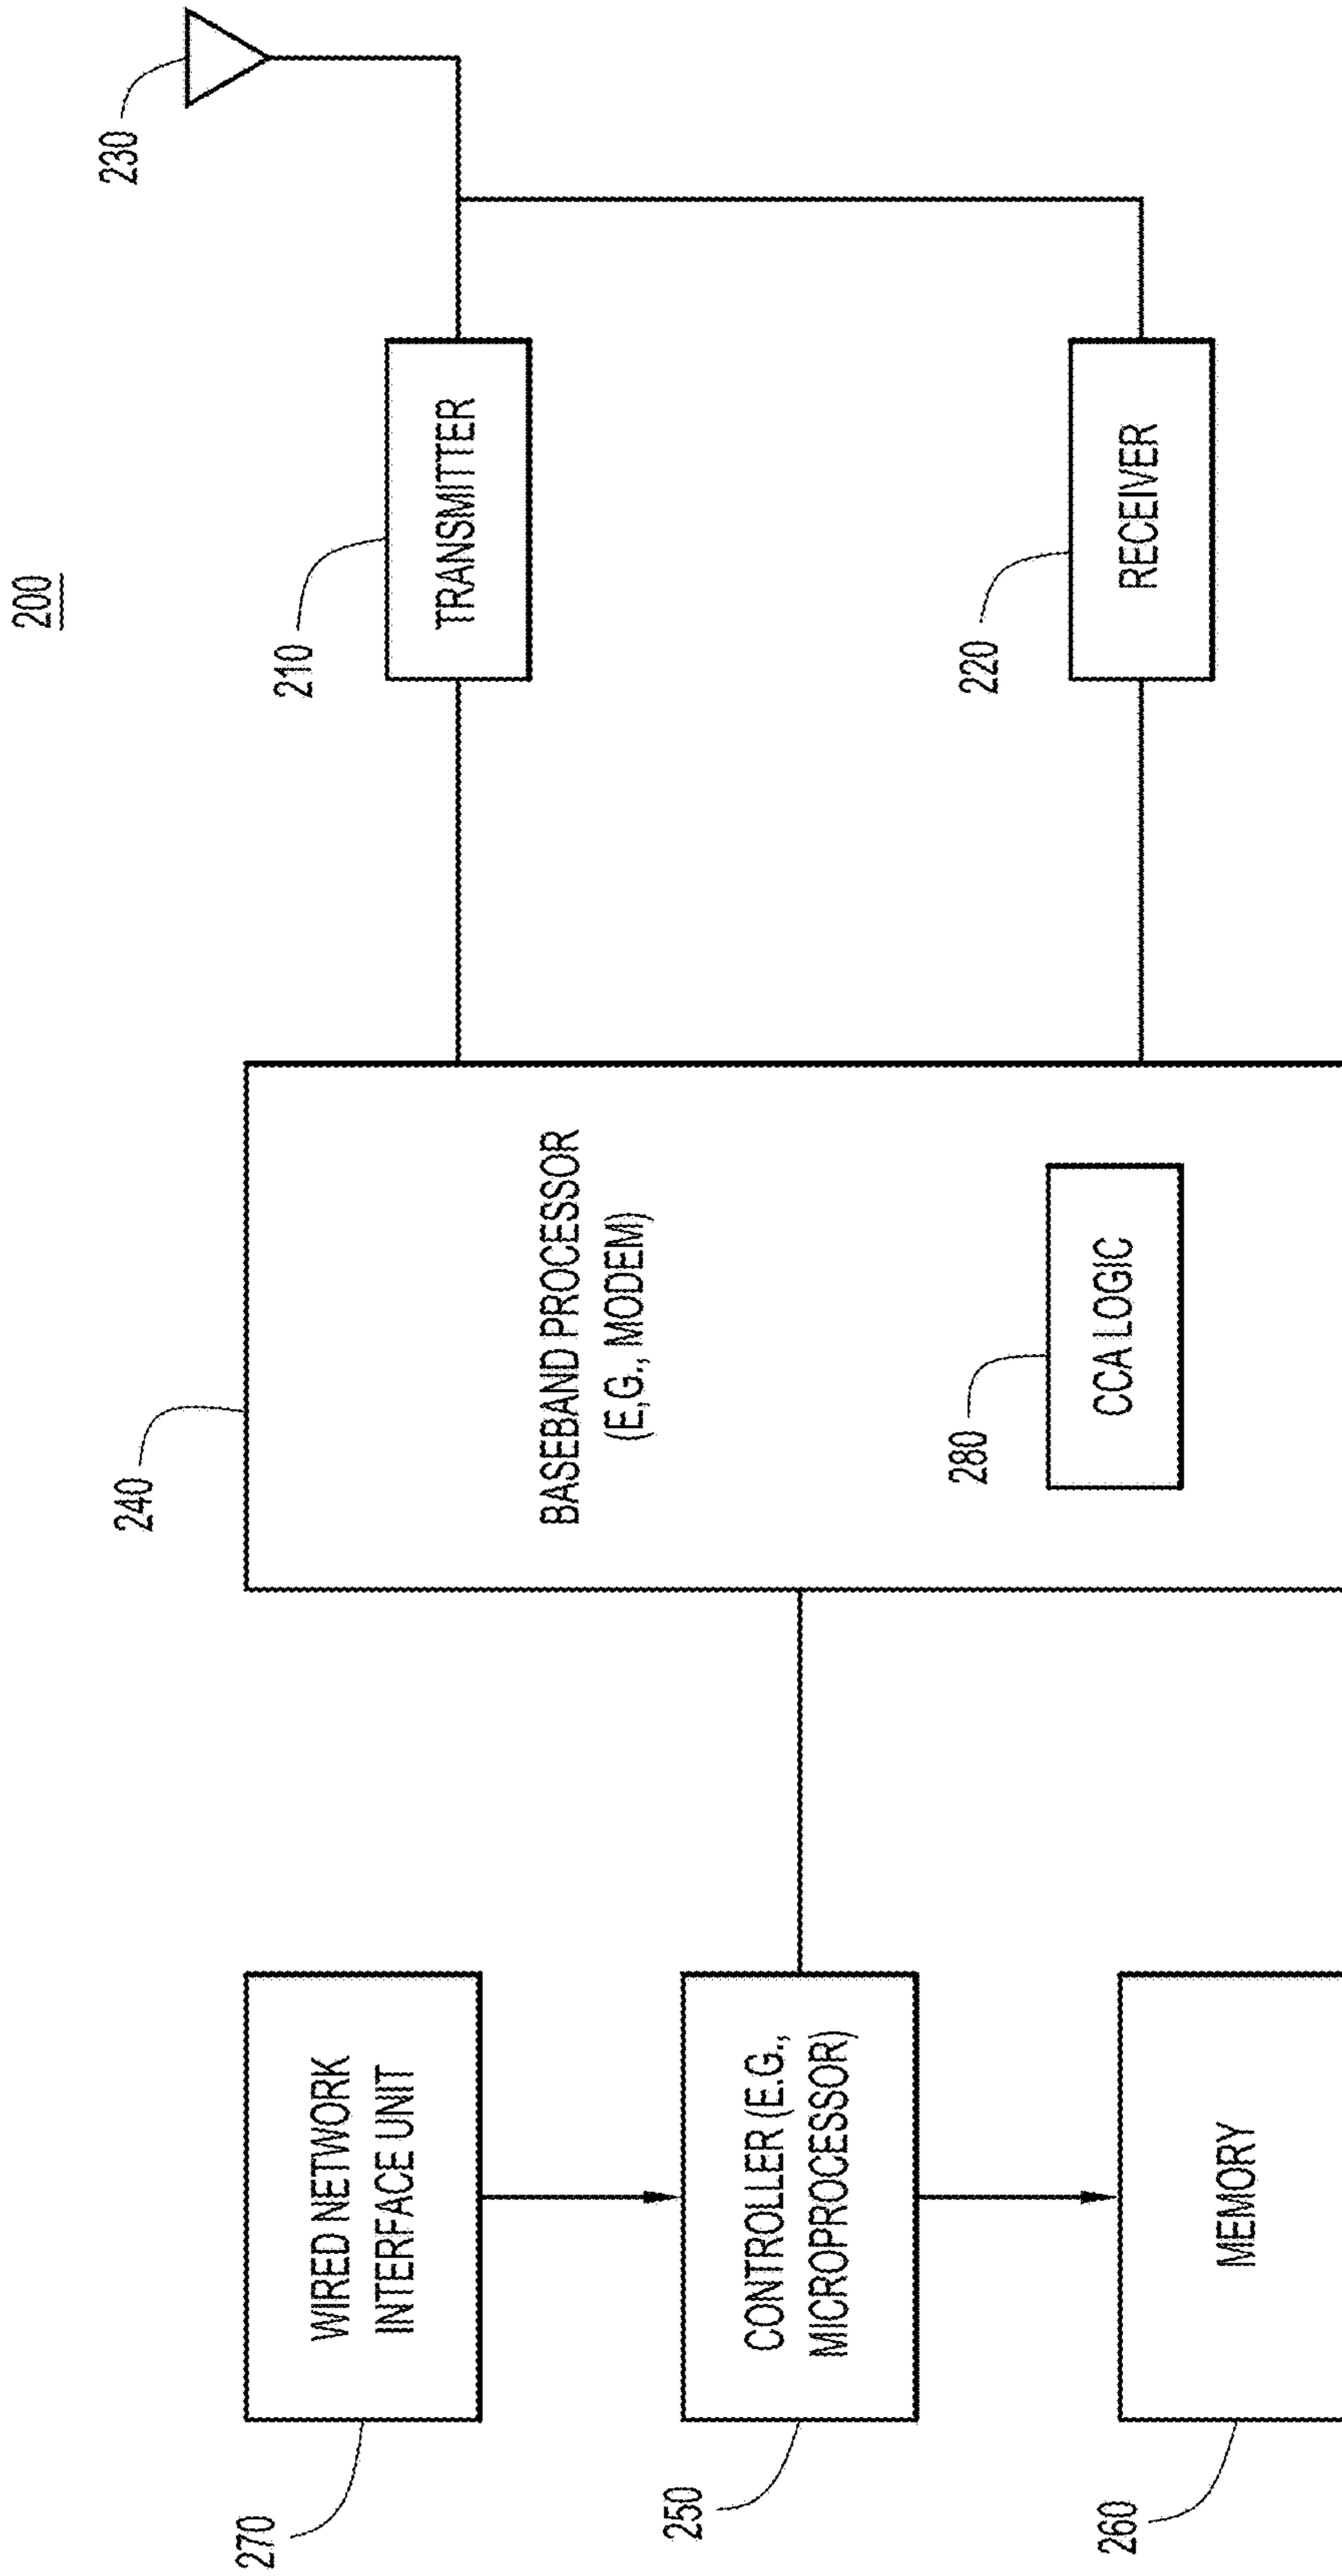 200
230
210
TRANSMITTER
220
RECEIVER
240
BASEBAND PROCESSOR
(E,G., MODEM)
280
CCA LOGIC
270
WIRED NETWORK
INTERFACE UNIT
250
CONTROLLER (E.G.,
MICROPROCESSOR)
260
MEMORY